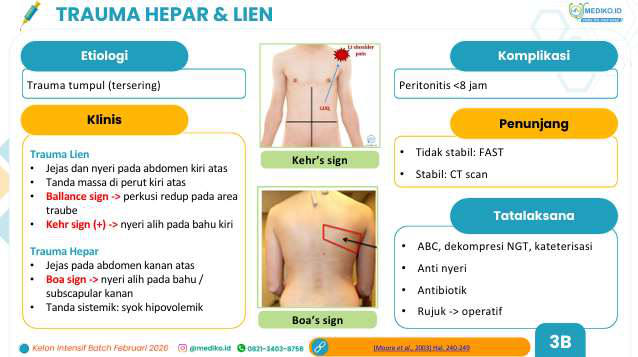 TRAUMA HEPAR & LIEN
MEDIKO.ID
Etiologi
Trauma tumpul (tersering)
Klinis
Trauma Lien
• Jejas dan nyeri pada abdomen kiri atas
• Tanda massa di perut kiri atas
• Ballance sign -> perkusi redup pada area
traube
• Kehr sign (+) -> nyeri alih pada bahu kiri
Trauma Hepar
• Jejas pada abdomen kanan atas
• Boa sign -> nyeri alih pada bahu /
subscapular kanan
• Tanda sistemik: syok hipovolemik
Lt shoulder
pain
LUQ
Kehr's sign
Boa's sign
Komplikasi
Peritonitis <8 jam
Penunjang
• Tidak stabil: FAST
• Stabil: CT scan
Tatalaksana
• ABC, dekompresi NGT, kateterisasi
• Anti nyeri
• Antibiotik
• Rujuk -> operatif
3B
Kelon Intensif Batch Februari 2026
@mediko.id
0821-3403-8758
(Moore et al., 2003) Hal. 240-249